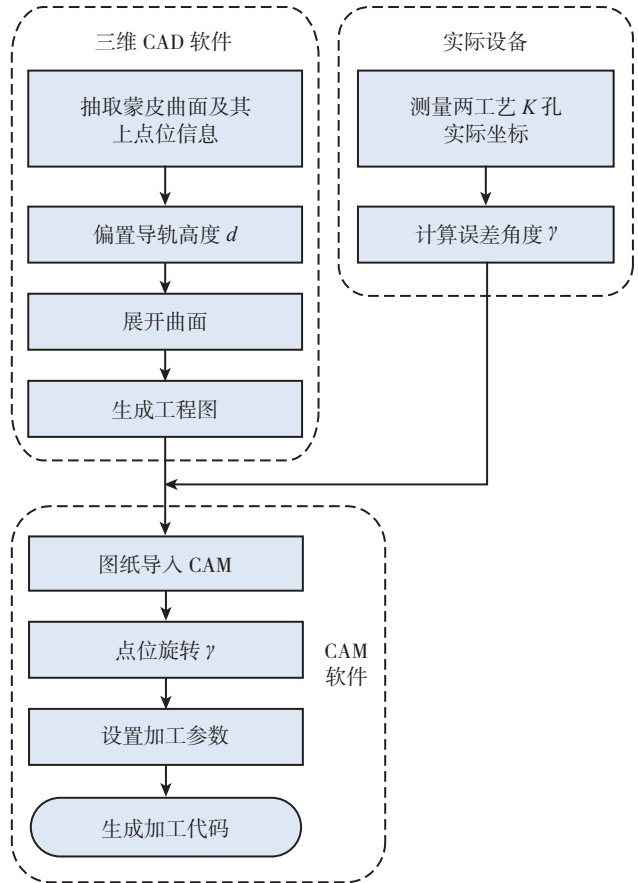 三维 CAD 软件
抽取蒙皮曲面及其
上点位信息
偏置导轨高度 d
展开曲面
生成工程图
实际设备
测量两工艺 K 孔
实际坐标
计算误差角度 γ
图纸导入 CAM
点位旋转 γ
设置加工参数
生成加工代码
CAM
软件